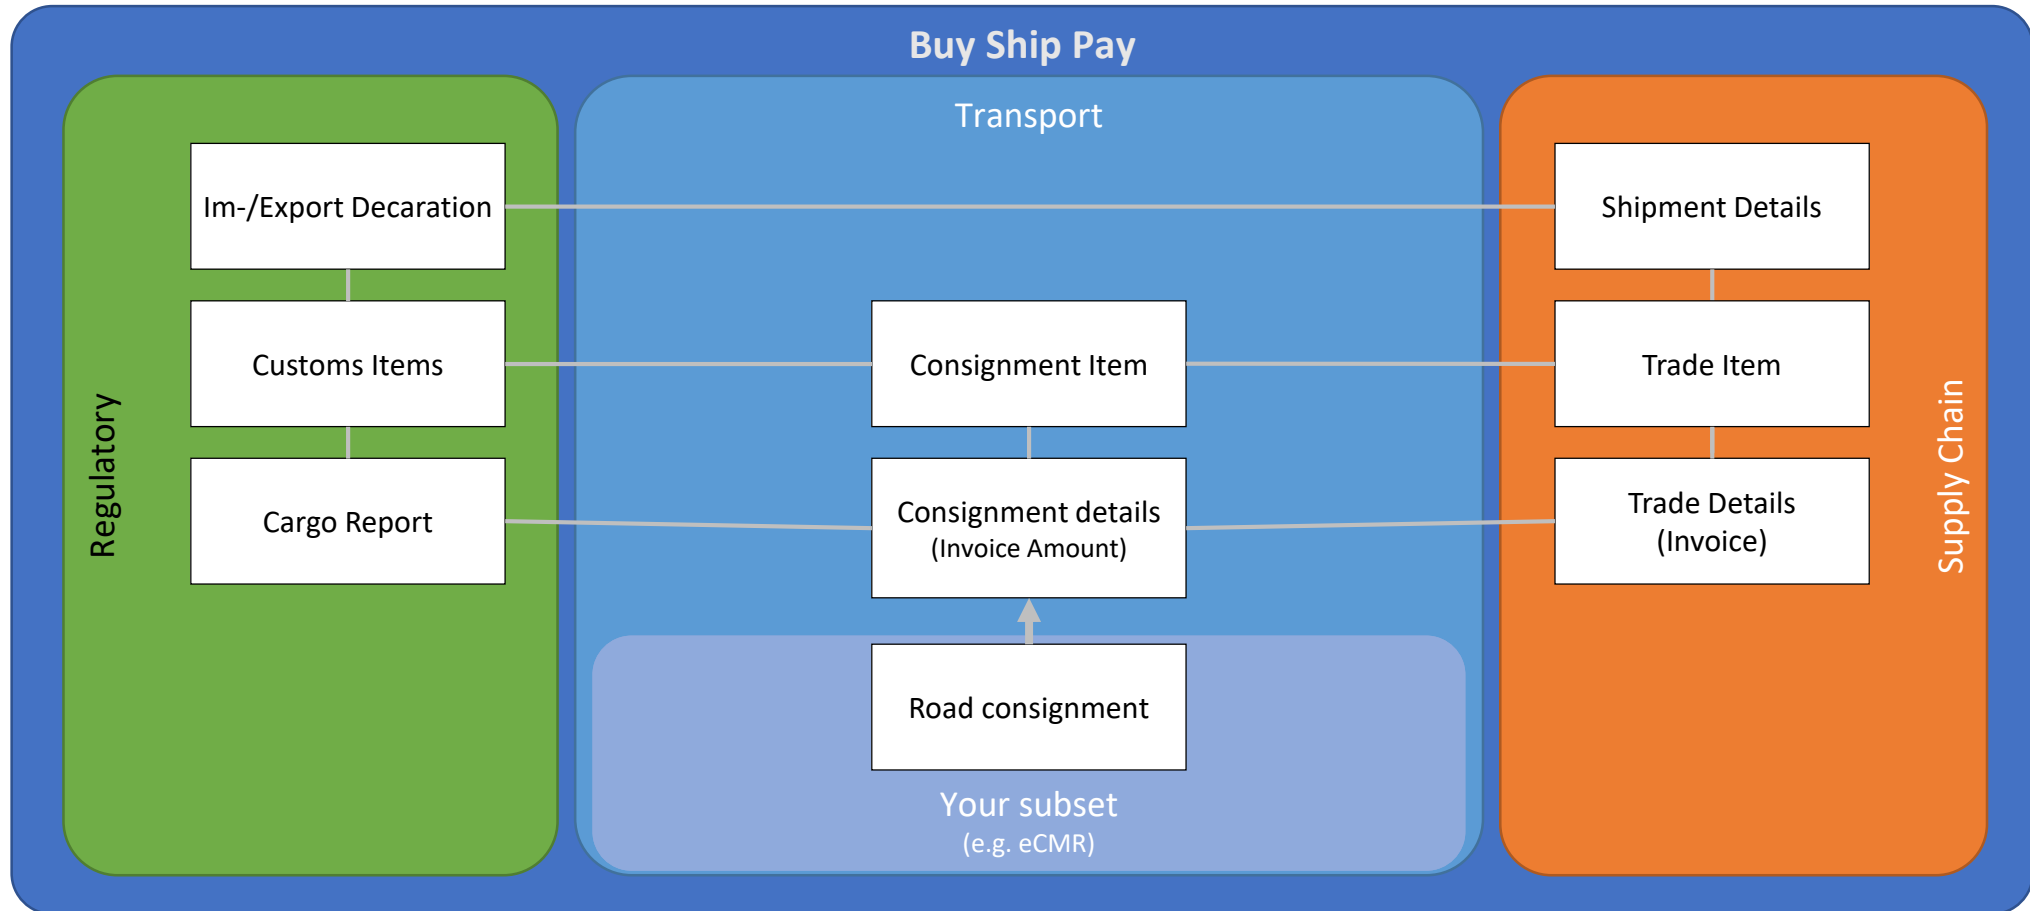 Buy Ship Pay
Regulatory
Im-/Export Decaration
Customs Items
Cargo Report
Transport
Consignment Item
Consignment details
(Invoice Amount)
Road consignment
Your subset
(e.g. eCMR)
Shipment Details
Trade Item
Trade Details
(Invoice)
Supply Chain